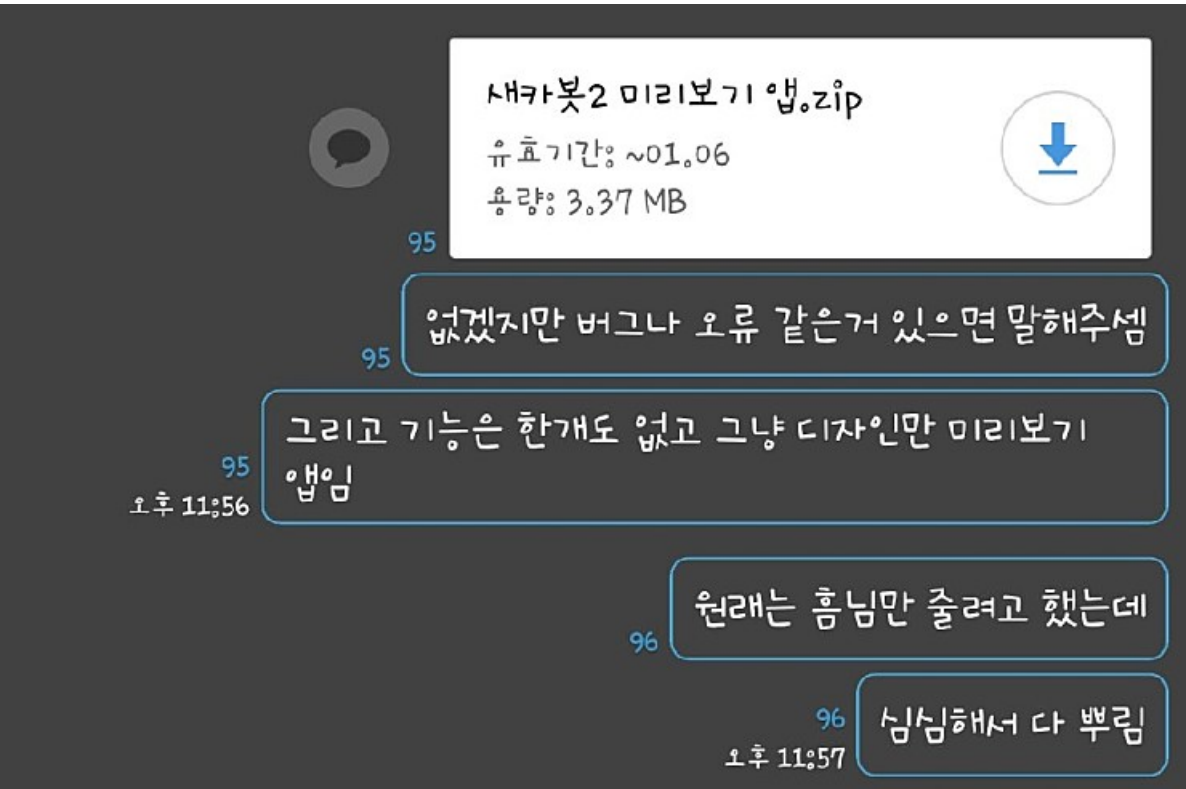 새카봇2 미리보기 앱.zip
유효기간: ~01.06
용량: 3.37 MB
95
없겠지만 버그나 오류 같은거 있으면 말해주셈
95
그리고 기능은 한개도 없고 그냥 디자인만 미리보기
앱임
95
오후 11:56
원래는 흠님만 줄려고 했는데
96
심심해서 다 뿌림
96
오후 11:57